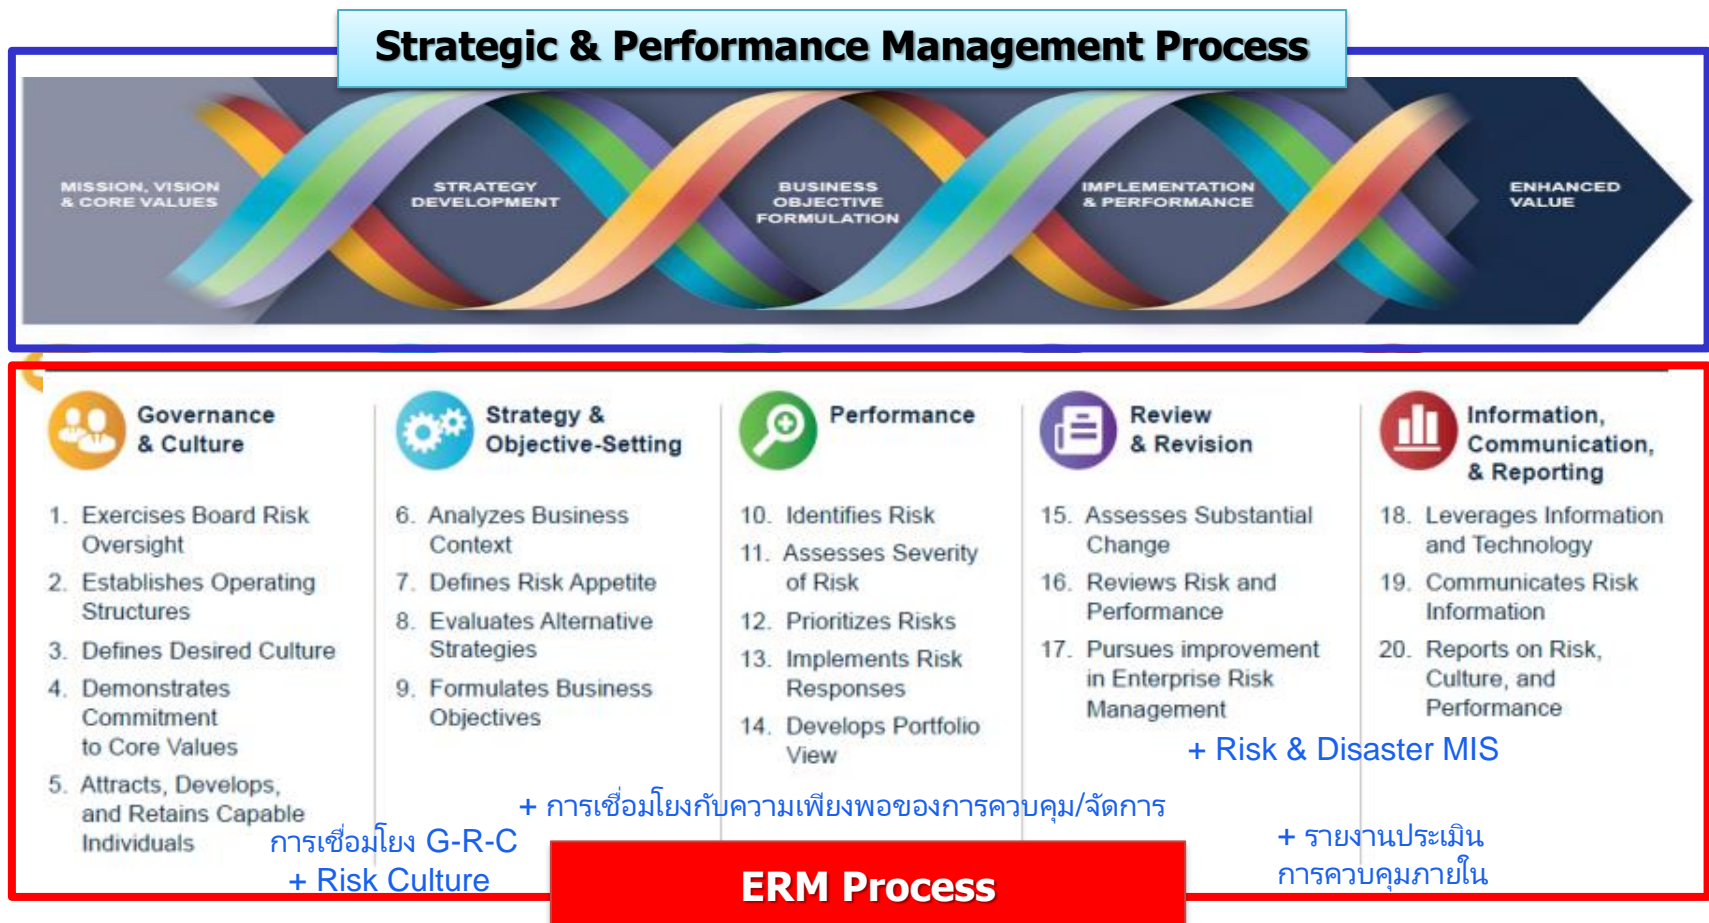 Strategic & Performance Management Process
MISSION, VISION
& CORE VALUES
STRATEGY
DEVELOPMENT
BUSINESS
OBJECTIVE
FORMULATION
IMPLEMENTATION
& PERFORMANCE
ENHANCED
VALUE
Governance
& Culture
1. Exercises Board Risk
Oversight
2. Establishes Operating
Structures
3. Defines Desired Culture
4. Demonstrates
Commitment
to Core Values
5. Attracts, Develops,
and Retains Capable
Individuals
Strategy &
Objective-Setting
6. Analyzes Business
Context
7. Defines Risk Appetite
8. Evaluates Alternative
Strategies
9. Formulates Business
Objectives
Performance
10. Identifies Risk
11. Assesses Severity
of Risk
12. Prioritizes Risks
13. Implements Risk
Responses
14. Develops Portfolio
View
Review
& Revision
15. Assesses Substantial
Change
16. Reviews Risk and
Performance
17. Pursues improvement
in Enterprise Risk
Management
Information,
Communication,
& Reporting
18. Leverages Information
and Technology
19. Communicates Risk
Information
20. Reports on Risk,
Culture, and
Performance
+ Risk & Disaster MIS
+ การเชื่อมโยงกับความเพียงพอของการควบคุม/จัดการ
การเชื่อมโยง G-R-C
+ Risk Culture
+ รายงานประเมิน
การควบคุมภายใน
ERM Process